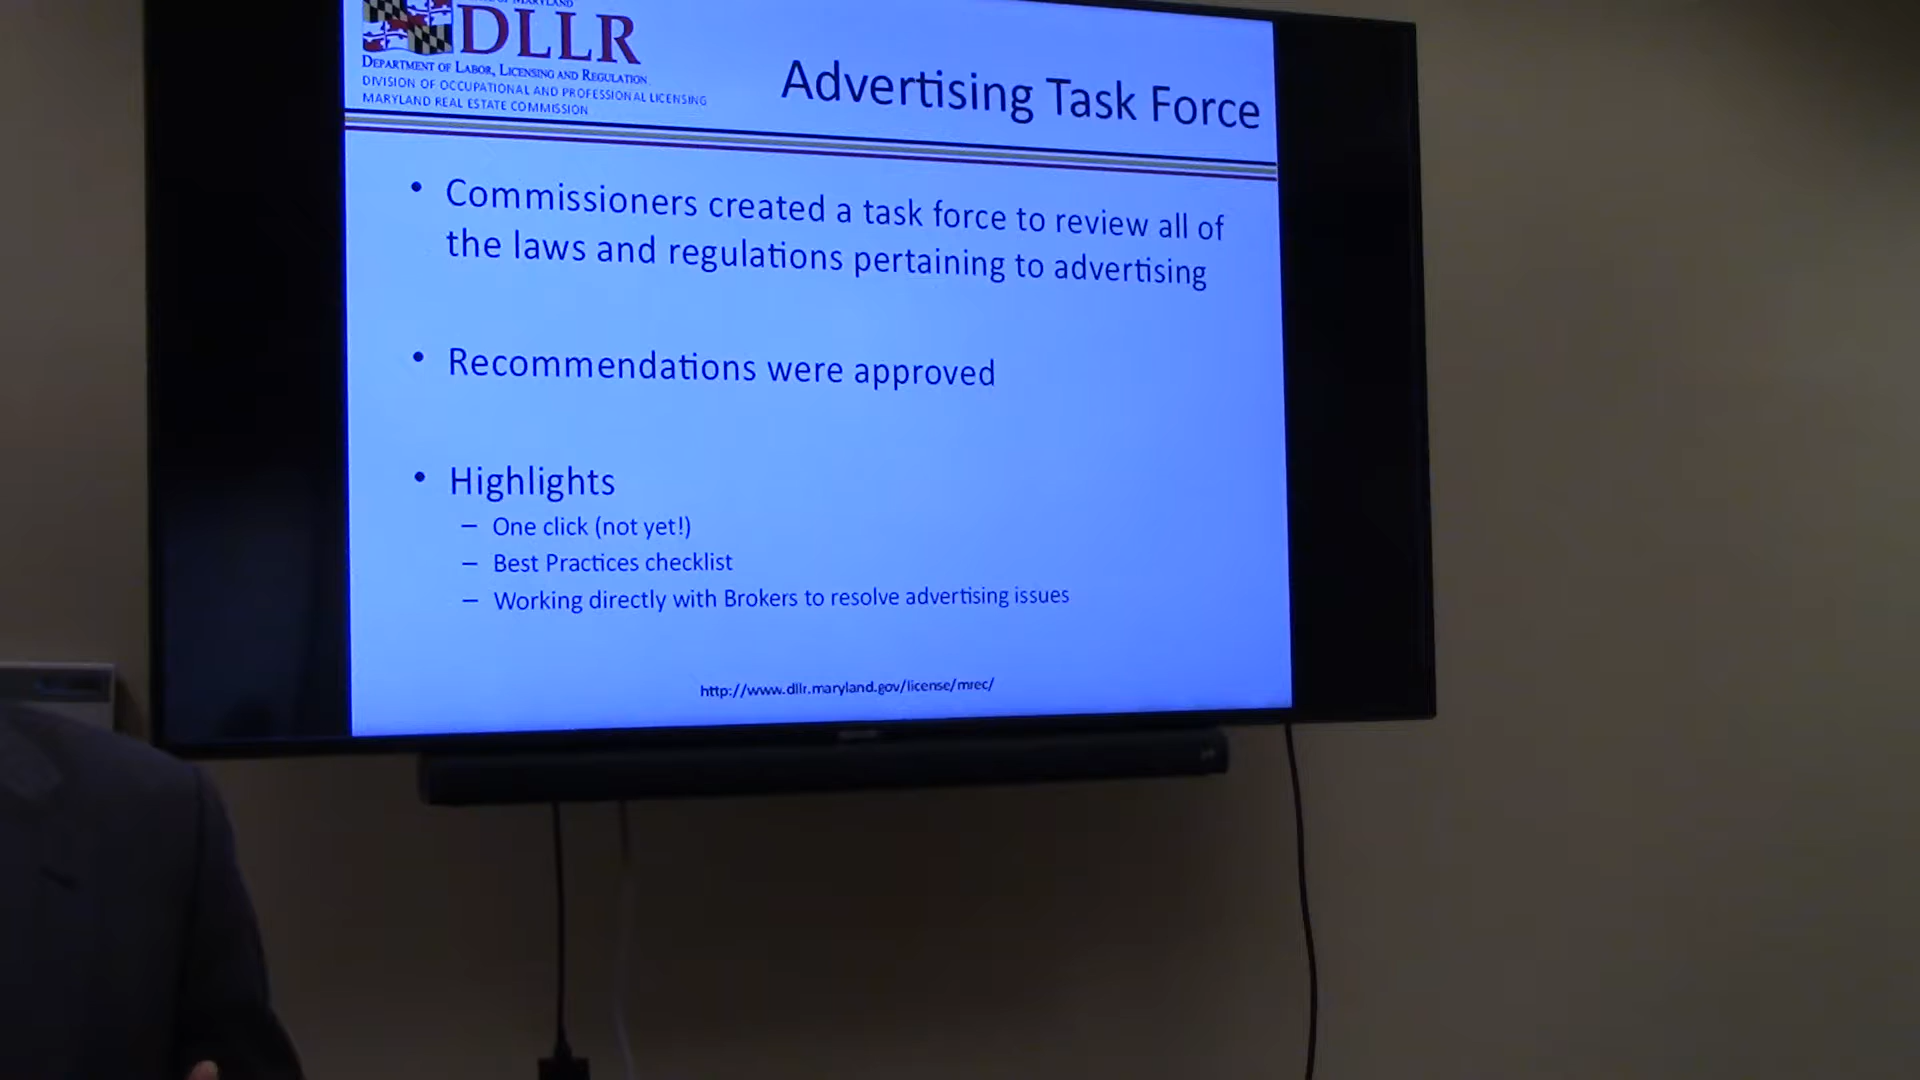 DLLR
DEPARTMENT OF LABOR, LICENSING AND REGULATION
DIVISION OF OCCUPATIONAL AND PROFESSIONAL LICENSING
MARYLAND REAL ESTATE COMMISSION
Advertising Task Force
• Commissioners created a task force to review all of
the laws and regulations pertaining to advertising
• Recommendations were approved
• Highlights
– One click (not yet!)
– Best Practices checklist
– Working directly with Brokers to resolve advertising issues
http://www.dllr.maryland.gov/license/mrec/